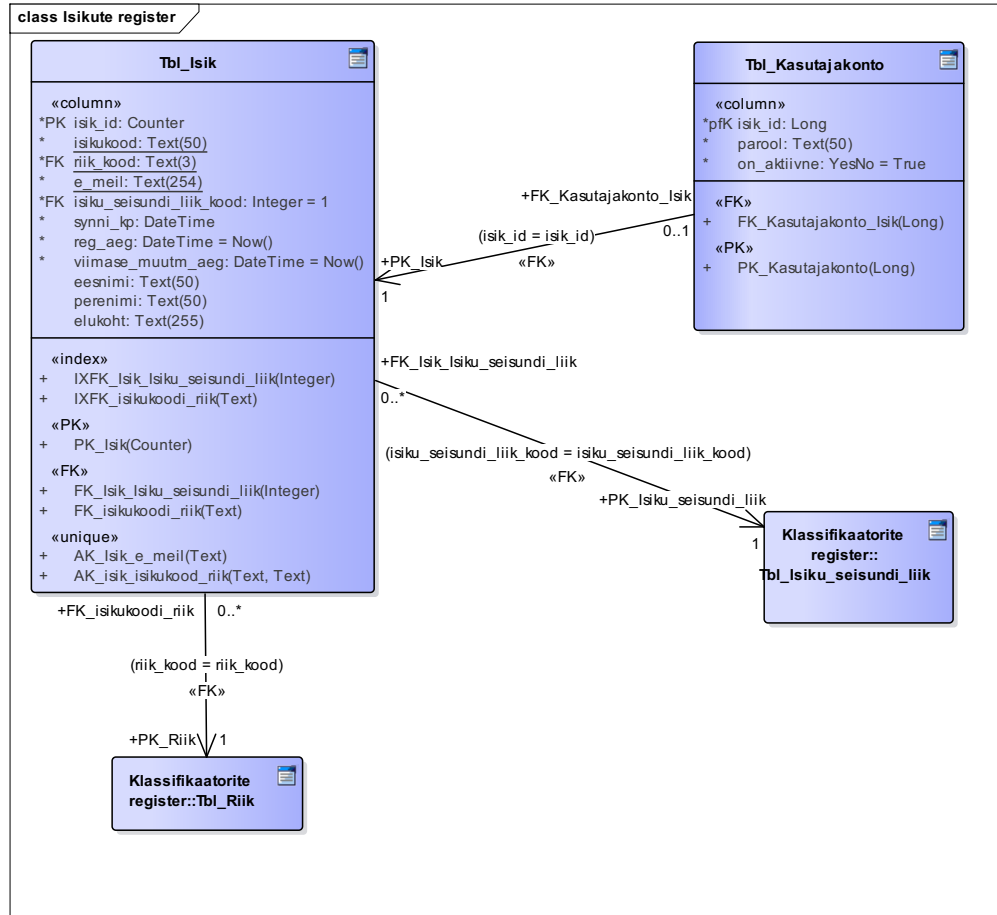 class Isikute register
Tbl_Isik
«column»
*PK isik_id: Counter
* isikukood: Text(50)
*FK riik_kood: Text(3)
* e_meil: Text(254)
*FK isiku_seisundi_liik_kood: Integer = 1
* synni_kp: DateTime
* reg_aeg: DateTime = Now()
* viimase_muutm_aeg: DateTime = Now()
eesnimi: Text(50)
perenimi: Text(50)
elukoht: Text(255)
«index»
+ IXFK_Isik_Isiku_seisundi_liik(Integer)
+ IXFK_isikukoodi_riik(Text)
«PK»
+ PK_Isik(Counter)
«FK»
+ FK_Isik_Isiku_seisundi_liik(Integer)
+ FK_isikukoodi_riik(Text)
«unique»
+ AK_Isik_e_meil(Text)
+ AK_isik_isikukood_riik(Text, Text)
Tbl_Kasutajakonto
«column»
*pfK isik_id: Long
* parool: Text(50)
* on_aktiivne: YesNo = True
«FK»
+ FK_Kasutajakonto_Isik(Long)
«PK»
+ PK_Kasutajakonto(Long)
+FK_Kasutajakonto_Isik
0..1
(isik_id = isik_id)
«FK»
+PK_Isik
1
+FK_Isik_Isiku_seisundi_liik
0..*
(isiku_seisundi_liik_kood = isiku_seisundi_liik_kood)
«FK»
+PK_Isiku_seisundi_liik
1
Klassifikaatorite
register::
Tbl_Isiku_seisundi_liik
+FK_isikukoodi_riik
0..*
(riik_kood = riik_kood)
«FK»
+PK_Riik
1
Klassifikaatorite
register::Tbl_Riik